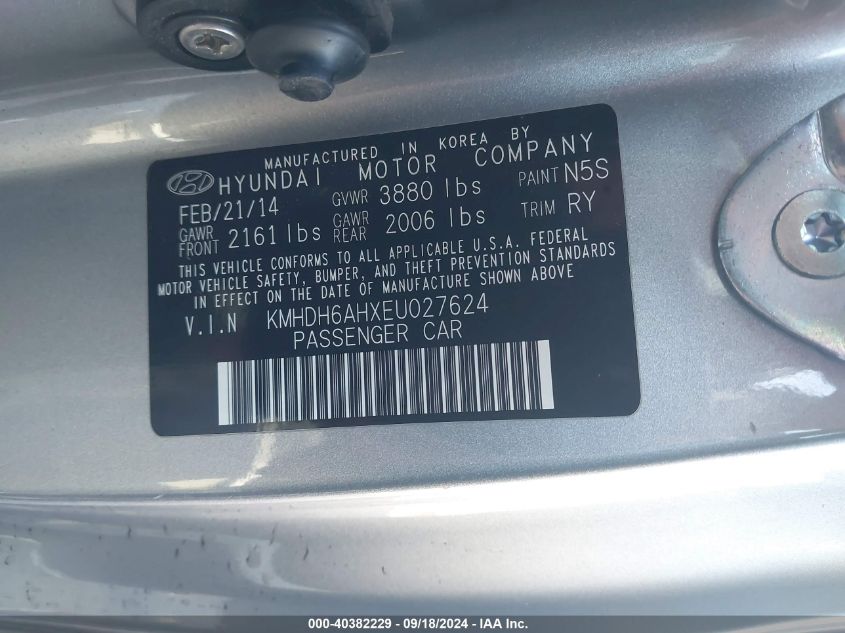 MANUFACTURED IN KOREA BY
HYUNDAI MOTOR COMPANY
FEB/21/14 GVWR 3880 lbs PAINT N5S
GAWR FRONT 2161 lbs GAWR REAR 2006 lbs TRIM RY
THIS VEHICLE CONFORMS TO ALL APPLICABLE U.S.A. FEDERAL
MOTOR VEHICLE SAFETY, BUMPER, AND THEFT PREVENTION STANDARDS
IN EFFECT ON THE DATE OF MANUFACTURE SHOWN ABOVE
V.I.N KMHDH6AHXEU027624
PASSENGER CAR
000-40382229 - 09/18/2024 - IAA Inc.